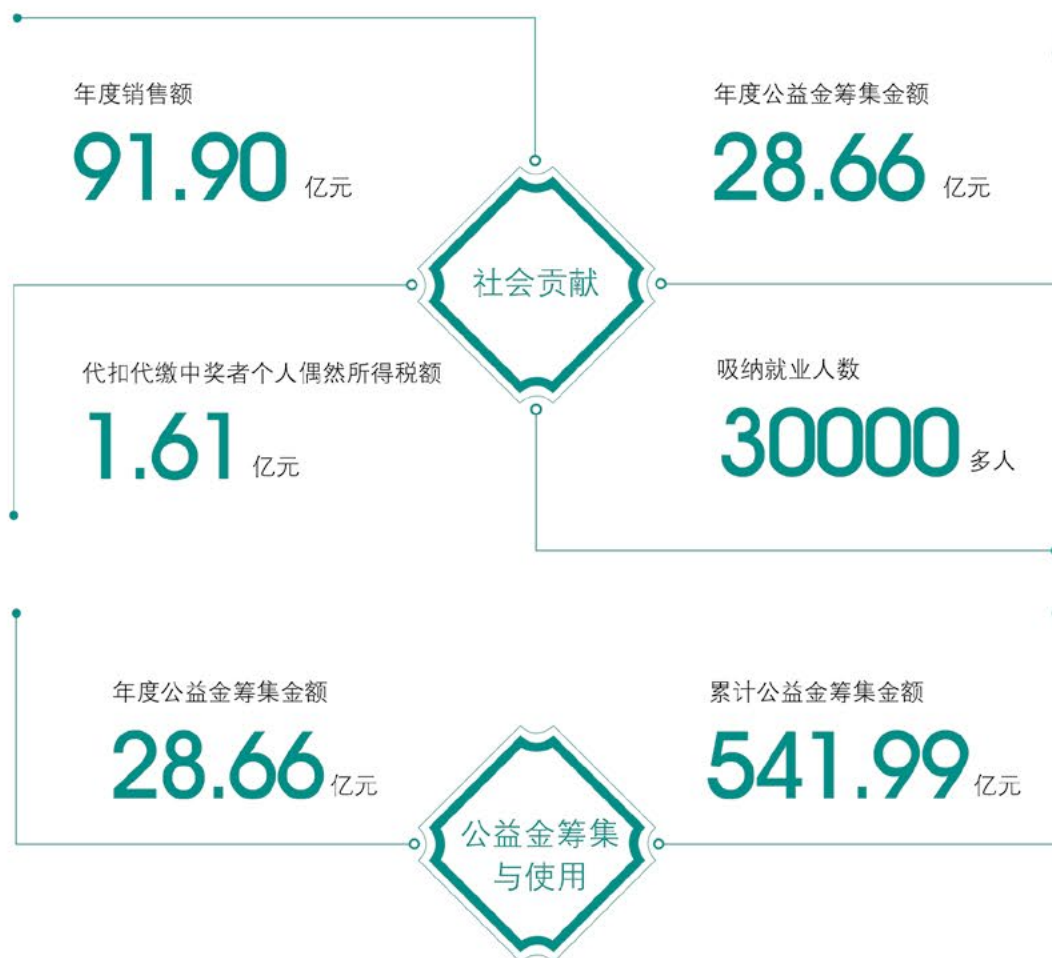 年度销售额
91.90 亿元
年度公益金筹集金额
28.66 亿元
社会贡献
代扣代缴中奖者个人偶然所得税额
1.61 亿元
吸纳就业人数
30000 多人
年度公益金筹集金额
28.66 亿元
累计公益金筹集金额
541.99 亿元
公益金筹集
与使用